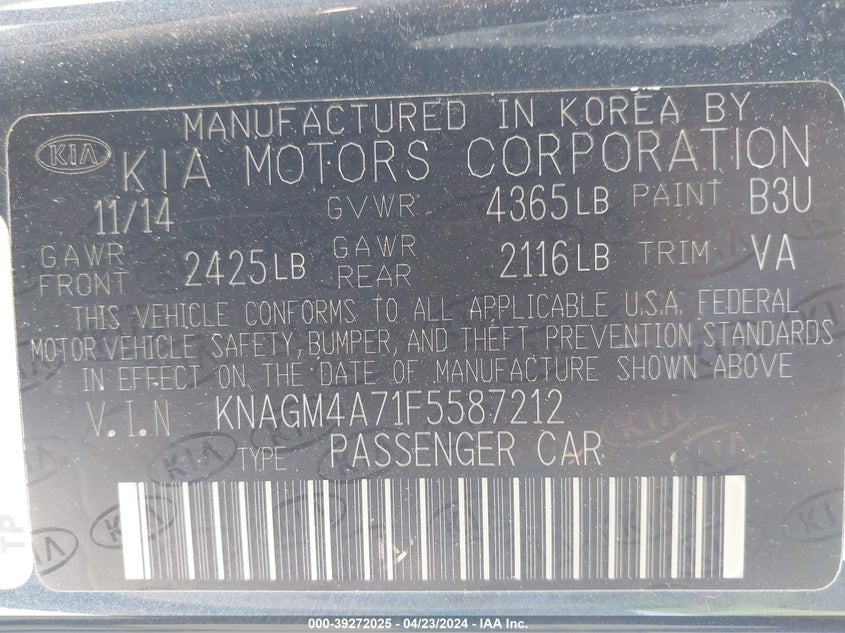 MANUFACTURED IN KOREA BY
KIA KIA MOTORS CORPORATION
11/14 GVWR 4365LB PAINT B3U
GAWR FRONT 2425LB GAWR REAR 2116LB TRIM VA
THIS VEHICLE CONFORMS TO ALL APPLICABLE U.S.A. FEDERAL
MOTOR VEHICLE SAFETY, BUMPER, AND THEFT PREVENTION STANDARDS
IN EFFECT ON THE DATE OF MANUFACTURE SHOWN ABOVE
V.I.N KNAGM4A71F5587212
TYPE PASSENGER CAR
TP
000-39272025 - 04/23/2024 - IAA Inc.